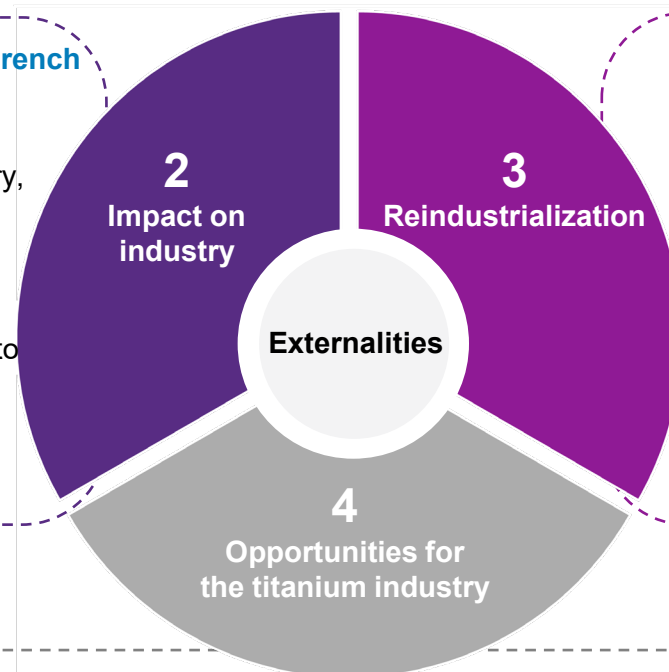 rench
ry,
to
2
Impact on
industry
3
Reindustrialization
Externalities
4
Opportunities for
the titanium industry